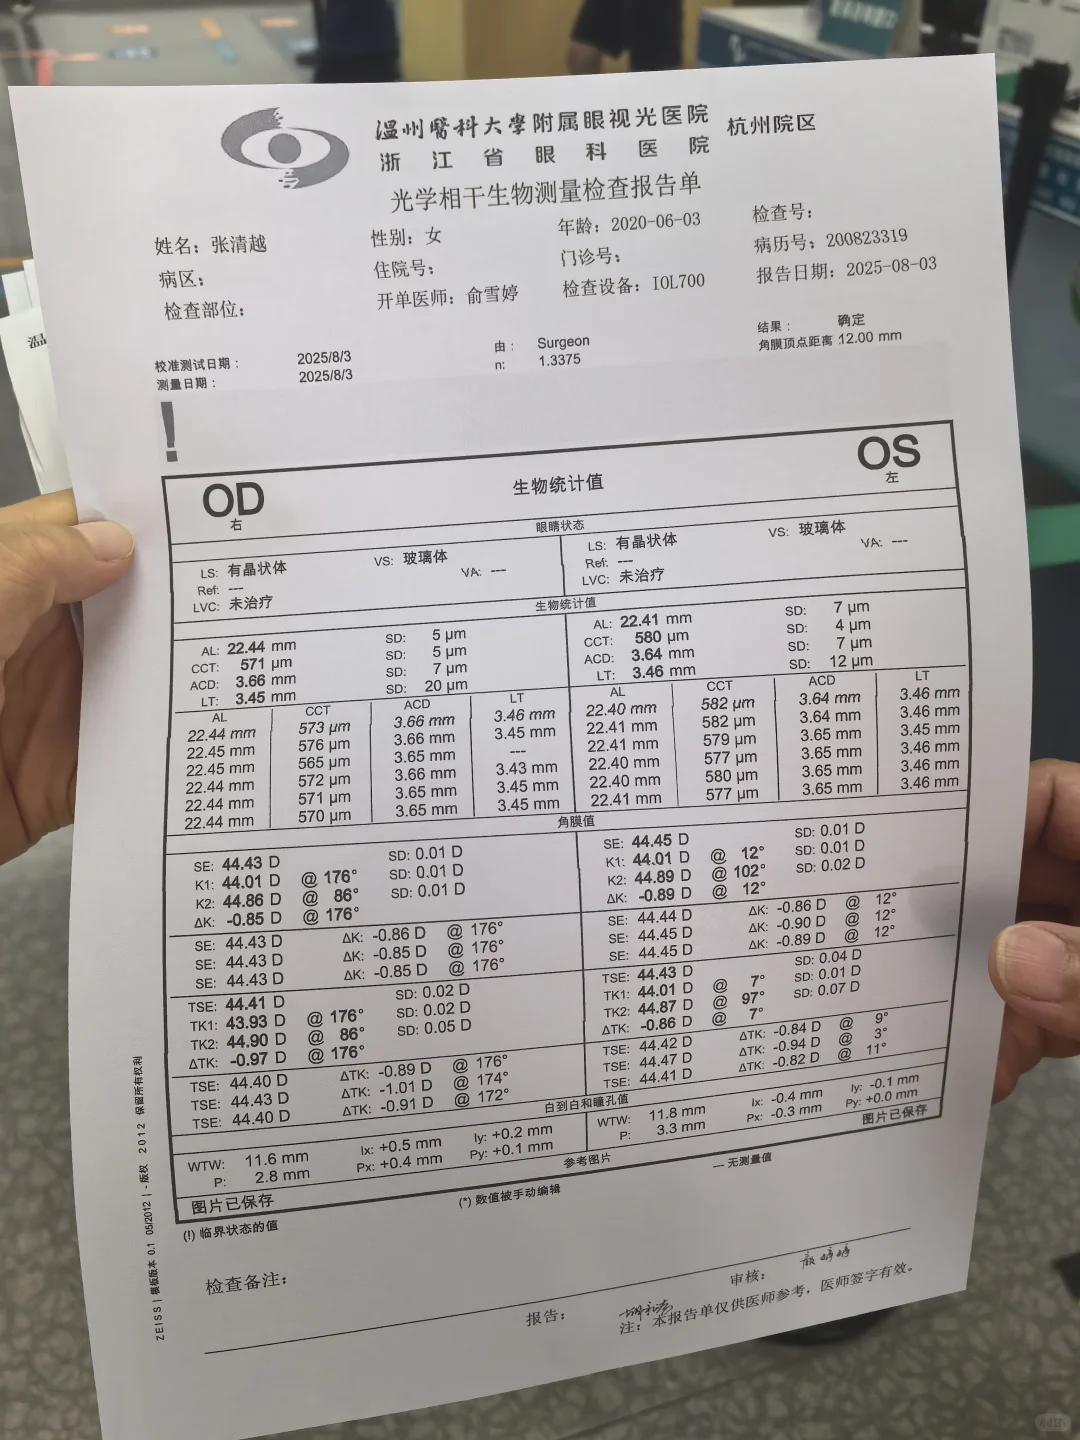 温州醫科大學附属眼视光医院 杭州院区
浙江省眼科医院
光学相干生物测量检查报告单
姓名：张清越 性别：女 年龄：2020-06-03 检查号：
病区： 住院号： 门诊号： 病历号：200823319
检查部位： 开单医师：俞雪婷 检查设备：IOL700 报告日期：2025-08-03
校准测试日期： 2025/8/3 由： Surgeon 结果： 确定
测量日期： 2025/8/3 n: 1.3375 角膜顶点距离 12.00 mm
!
OD 生物统计值 OS
右 左
眼睛状态
LS: 有晶状体 VS: 玻璃体 LS: 有晶状体 VS: 玻璃体
Ref: --- VA: --- Ref: --- VA: ---
LVC: 未治疗 LVC: 未治疗
生物统计值
AL: 22.44 mm SD: 5 μm AL: 22.41 mm SD: 7 μm
CCT: 571 μm SD: 5 μm CCT: 580 μm SD: 4 μm
ACD: 3.66 mm SD: 7 μm ACD: 3.64 mm SD: 7 μm
LT: 3.45 mm SD: 20 μm LT: 3.46 mm SD: 12 μm
AL CCT ACD LT AL CCT ACD LT
22.44 mm 573 μm 3.66 mm 3.46 mm 22.40 mm 582 μm 3.64 mm 3.46 mm
22.45 mm 576 μm 3.66 mm 3.45 mm 22.41 mm 582 μm 3.64 mm 3.46 mm
22.45 mm 565 μm 3.65 mm --- 22.41 mm 579 μm 3.65 mm 3.45 mm
22.44 mm 572 μm 3.66 mm 3.43 mm 22.40 mm 577 μm 3.65 mm 3.46 mm
22.44 mm 571 μm 3.65 mm 3.45 mm 22.40 mm 580 μm 3.65 mm 3.46 mm
22.44 mm 570 μm 3.65 mm 3.45 mm 22.41 mm 577 μm 3.65 mm 3.46 mm
角膜值
SE: 44.43 D SD: 0.01 D SE: 44.45 D SD: 0.01 D
K1: 44.01 D @ 176° SD: 0.01 D K1: 44.01 D @ 12° SD: 0.01 D
K2: 44.86 D @ 86° SD: 0.01 D K2: 44.89 D @ 102° SD: 0.02 D
ΔK: -0.85 D @ 176° ΔK: -0.89 D @ 12°
SE: 44.43 D ΔK: -0.86 D @ 176° SE: 44.44 D ΔK: -0.86 D @ 12°
SE: 44.43 D ΔK: -0.85 D @ 176° SE: 44.45 D ΔK: -0.90 D @ 12°
SE: 44.43 D ΔK: -0.85 D @ 176° SE: 44.45 D ΔK: -0.89 D @ 12°
TSE: 44.41 D SD: 0.02 D TSE: 44.43 D SD: 0.04 D
TK1: 43.93 D @ 176° SD: 0.02 D TK1: 44.01 D @ 7° SD: 0.01 D
TK2: 44.90 D @ 86° SD: 0.05 D TK2: 44.87 D @ 97° SD: 0.07 D
ΔTK: -0.97 D @ 176° ΔTK: -0.86 D @ 7°
TSE: 44.40 D ΔTK: -0.89 D @ 176° TSE: 44.42 D ΔTK: -0.84 D @ 9°
TSE: 44.43 D ΔTK: -1.01 D @ 174° TSE: 44.47 D ΔTK: -0.94 D @ 3°
TSE: 44.40 D ΔTK: -0.91 D @ 172° TSE: 44.41 D ΔTK: -0.82 D @ 11°
白到白和瞳孔值
WTW: 11.6 mm Ix: +0.5 mm Iy: +0.2 mm WTW: 11.8 mm Ix: -0.4 mm Iy: -0.1 mm
P: 2.8 mm Px: +0.4 mm Py: +0.1 mm P: 3.3 mm Px: -0.3 mm Py: +0.0 mm
参考图片
图片已保存 图片已保存
(!) 临界状态的值 (*) 数值被手动编辑 --- 无测量值
检查备注：
报告： 审核：
注：本报告单仅供医师参考，医师签字有效。
ZEISS | 模板版本 0.1 05/2012 | - 版权 2012 保留所有权利
温